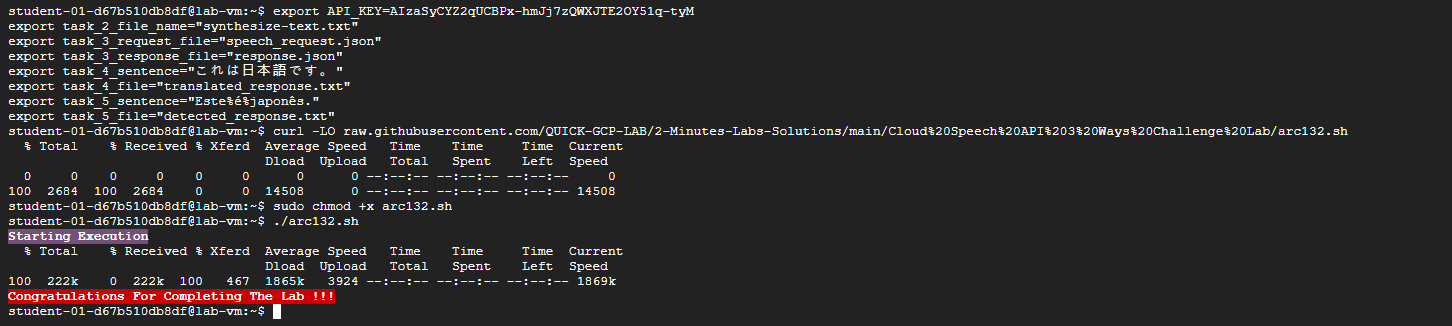 student-01-d67b510db8df@lab-vm:~$ export API_KEY=AIzaSyCYZ2qUCBPx-hmJj7zQWXJTE2OY51q-tyM
export task_2_file_name="synthesize-text.txt"
export task_3_request_file="speech_request.json"
export task_3_response_file="response.json"
export task_4_sentence="これは日本語です。"
export task_4_file="translated_response.txt"
export task_5_sentence="Este%é%japonês."
export task_5_file="detected_response.txt"
student-01-d67b510db8df@lab-vm:~$ curl -LO raw.githubusercontent.com/QUICK-GCP-LAB/2-Minutes-Labs-Solutions/main/Cloud%20Speech%20API%203%20Ways%20Challenge%20Lab/arc132.sh
  % Total    % Received % Xferd  Average Speed   Time    Time     Time  Current
                                 Dload  Upload   Total   Spent    Left  Speed
  0     0    0     0    0     0      0      0 --:--:-- --:--:-- --:--:--     0
100  2684  100  2684    0     0  14508      0 --:--:-- --:--:-- --:--:-- 14508
student-01-d67b510db8df@lab-vm:~$ sudo chmod +x arc132.sh
student-01-d67b510db8df@lab-vm:~$ ./arc132.sh
Starting Execution
  % Total    % Received % Xferd  Average Speed   Time    Time     Time  Current
                                 Dload  Upload   Total   Spent    Left  Speed
100  222k    0  222k  100   467  1865k   3924 --:--:-- --:--:-- --:--:-- 1869k
Congratulations For Completing The Lab !!!
student-01-d67b510db8df@lab-vm:~$